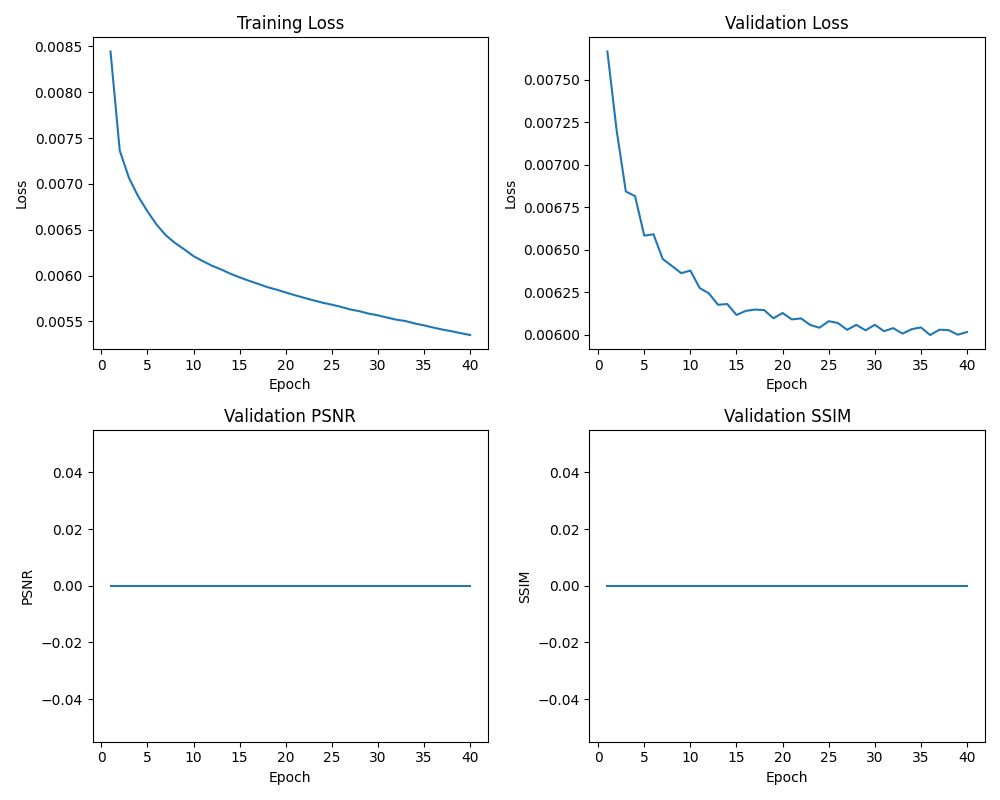 Training Loss
Validation Loss
0.0085
0.0080
0.0075
0.0070
0.0065
0.0060
0.0055
Loss
0 5 10 15 20 25 30 35 40
Epoch
0.00750
0.00725
0.00700
0.00675
0.00650
0.00625
0.00600
Loss
0 5 10 15 20 25 30 35 40
Epoch
Validation PSNR
Validation SSIM
0.04
0.02
0.00
−0.02
−0.04
PSNR
0 5 10 15 20 25 30 35 40
Epoch
0.04
0.02
0.00
−0.02
−0.04
SSIM
0 5 10 15 20 25 30 35 40
Epoch